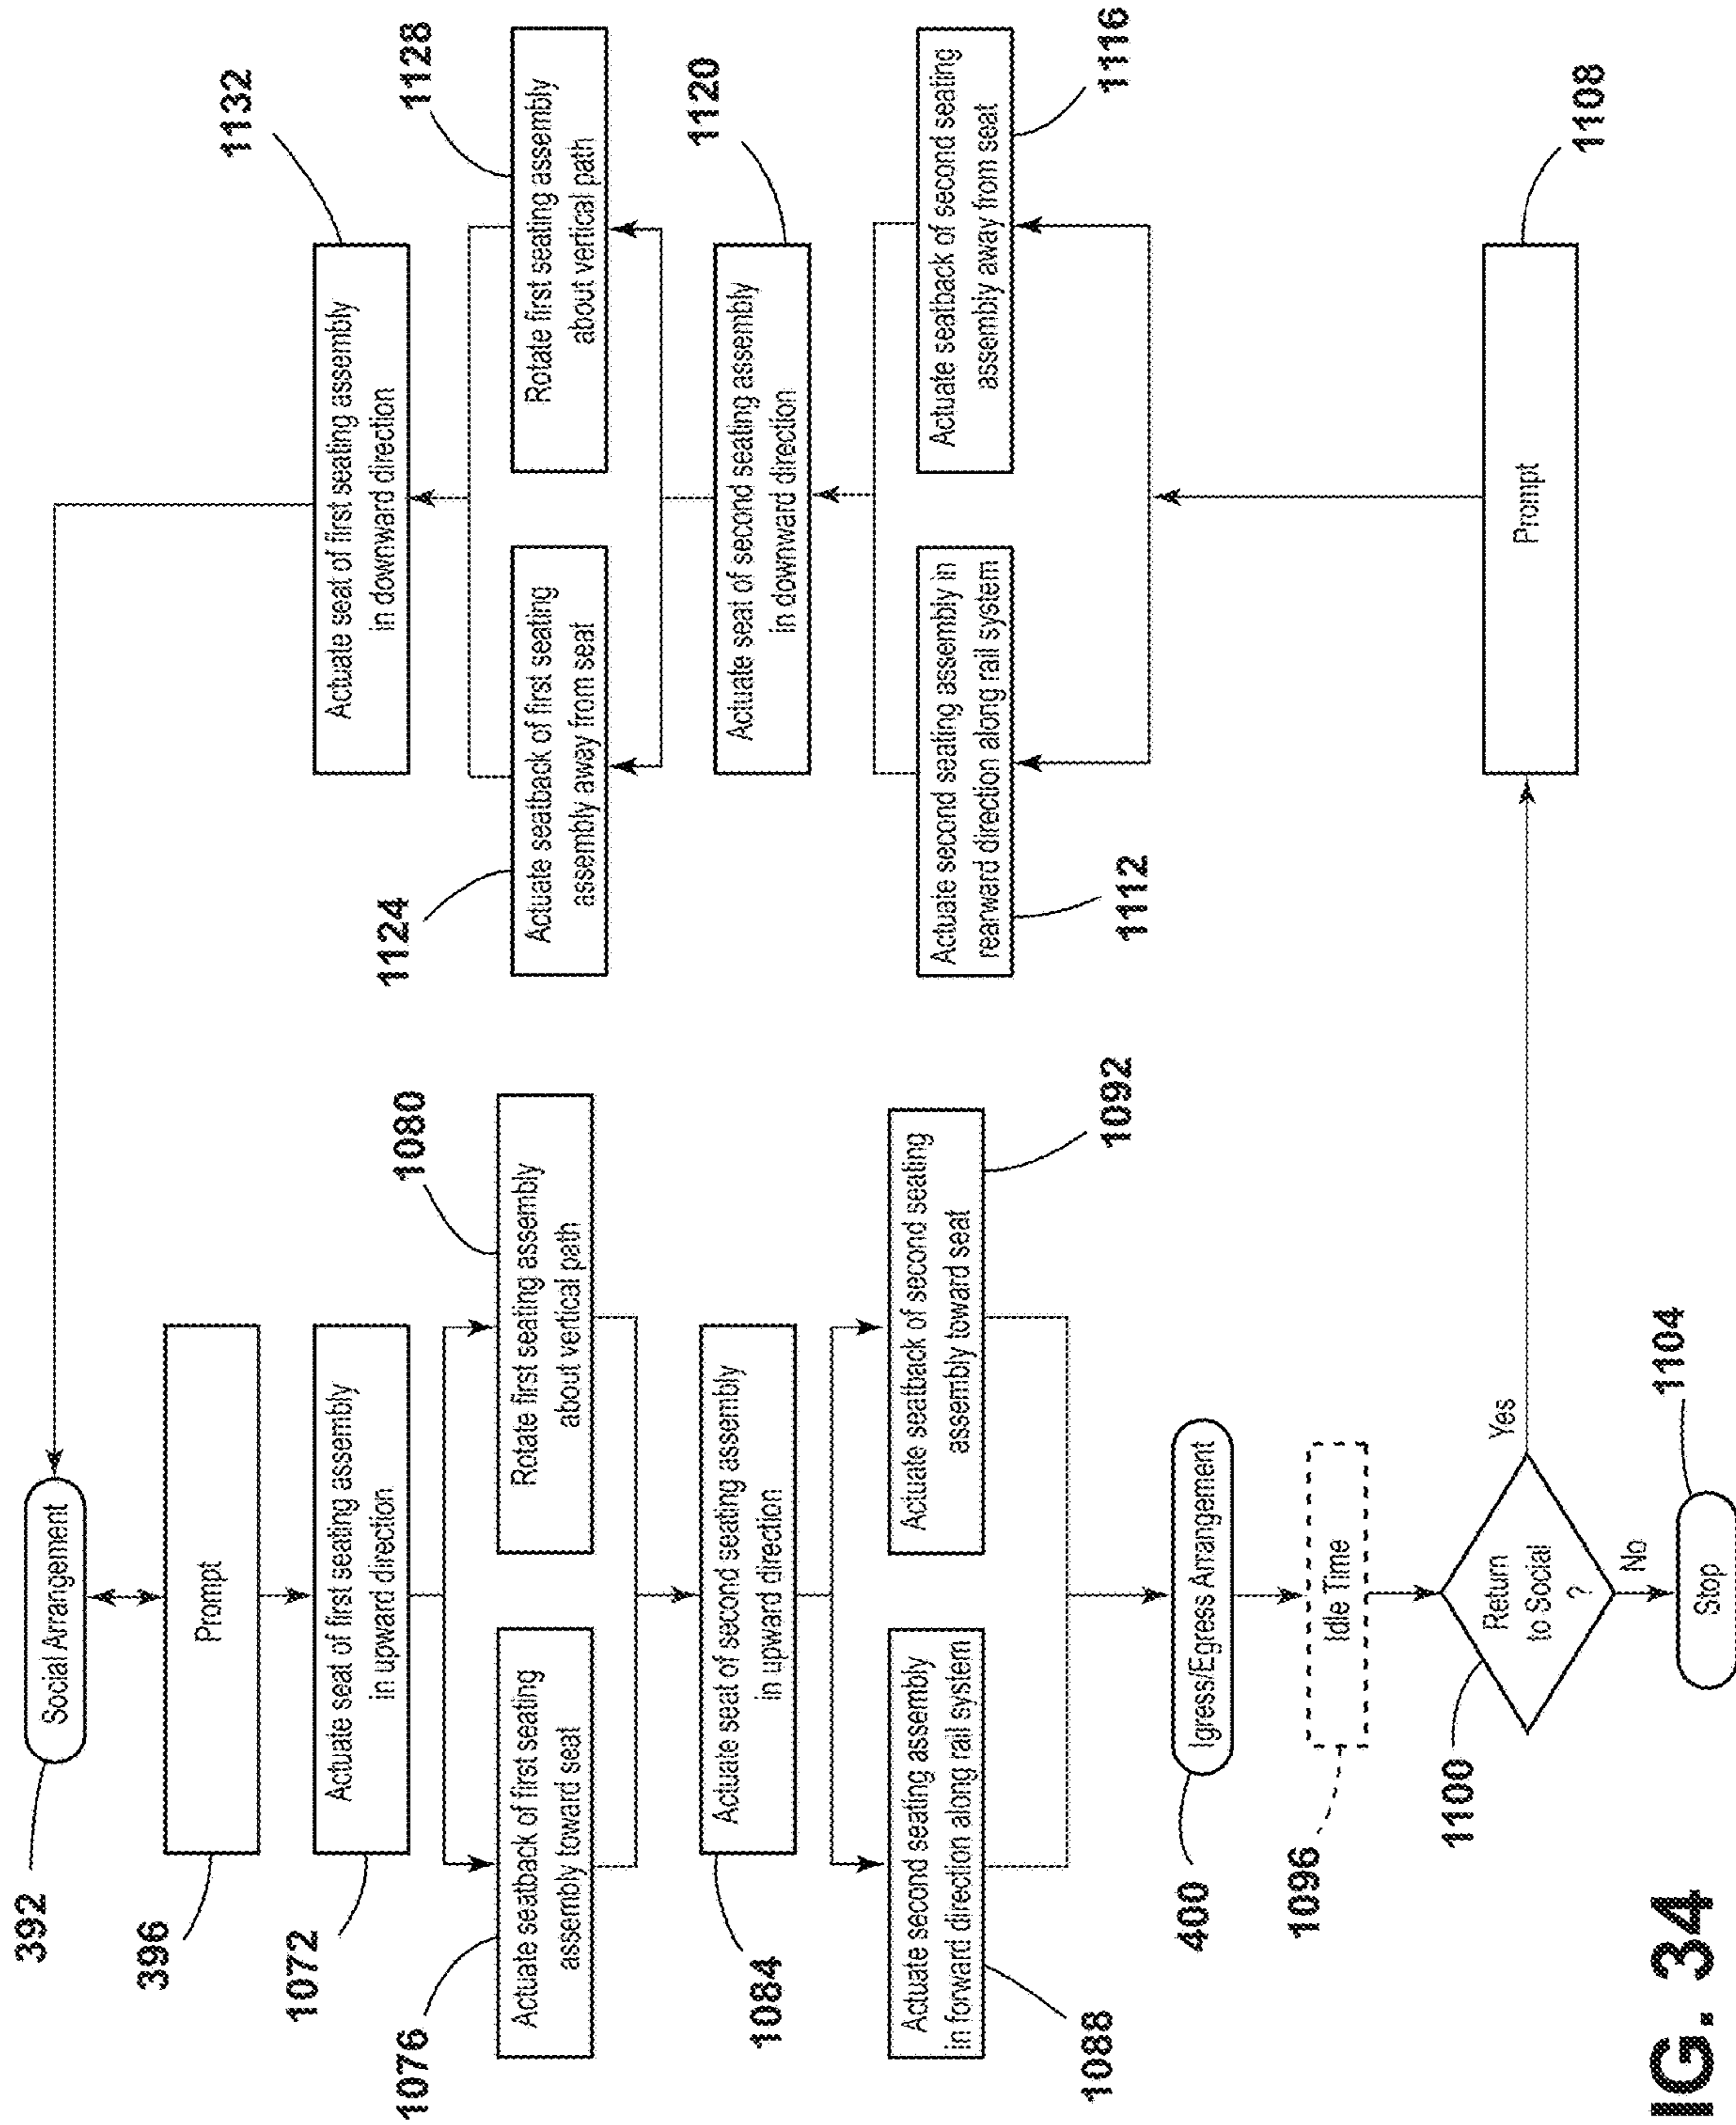 392
Social Arrangement
396
Prompt
1072
Actuate seat of first seating assembly
in upward direction
1076
Actuate seatback of first seating
assembly toward seat
1080
Rotate first seating assembly
about vertical path
1084
Actuate seat of second seating assembly
in upward direction
1088
Actuate second seating assembly
in forward direction along rail system
1092
Actuate seatback of second seating
assembly toward seat
400
Igress/Egress Arrangement
1096
Idle Time
1100
Return
to Social
?
Yes
No
Stop
1104
1132
Actuate seat of first seating assembly
in downward direction
1124
Actuate seatback of first seating
assembly away from seat
1128
Rotate first seating assembly
about vertical path
1120
Actuate seat of second seating assembly
in downward direction
1112
Actuate second seating assembly in
rearward direction along rail system
1116
Actuate seatback of second seating
assembly away from seat
1108
Prompt
IG. 34